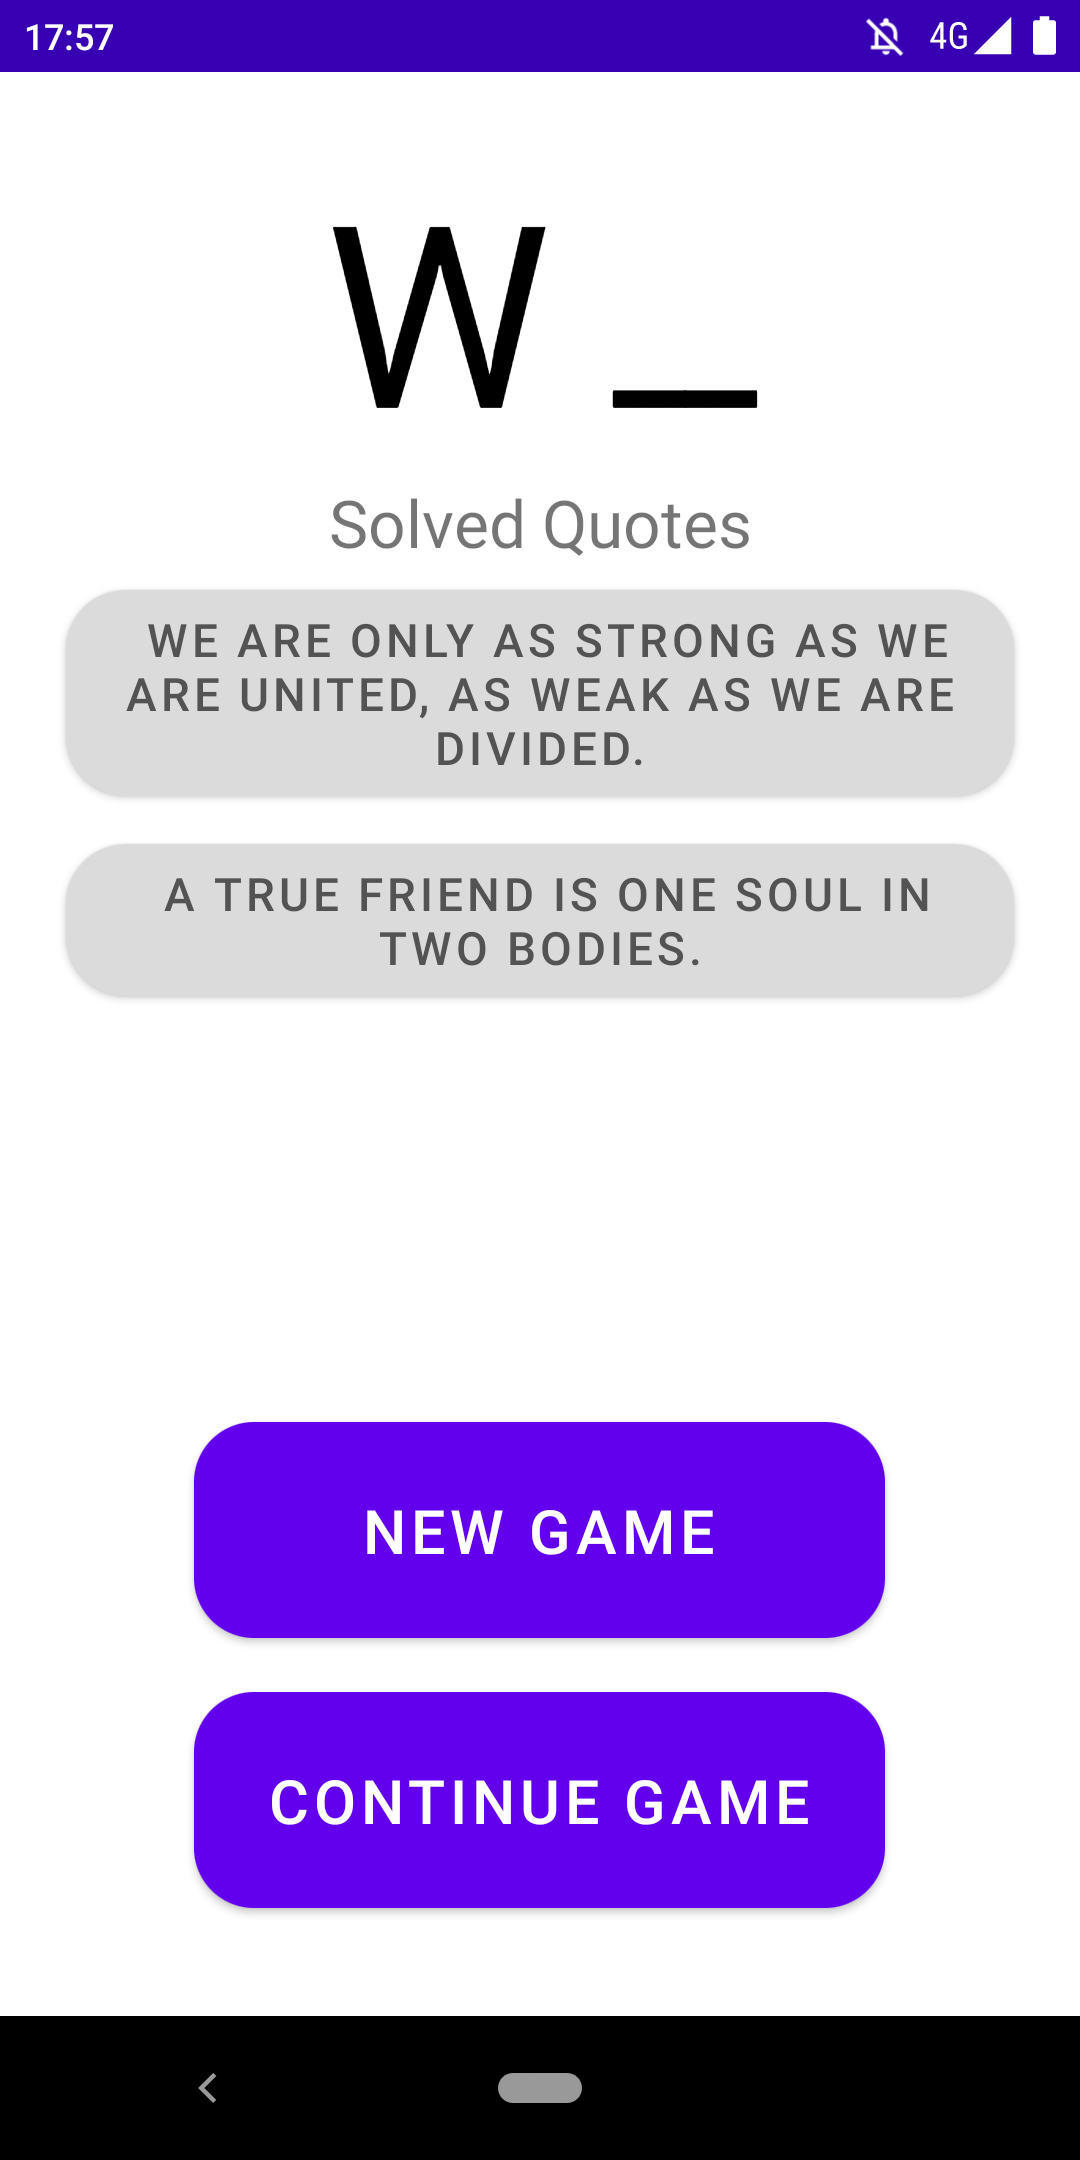 17:57 4G
W _
Solved Quotes
WE ARE ONLY AS STRONG AS WE
ARE UNITED, AS WEAK AS WE ARE
DIVIDED.
A TRUE FRIEND IS ONE SOUL IN
TWO BODIES.
NEW GAME
CONTINUE GAME